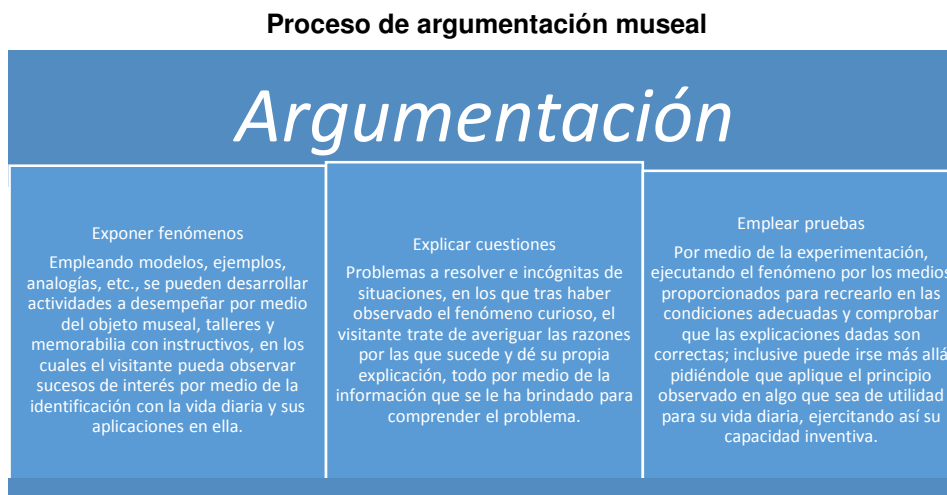 Proceso de argumentación museal
Argumentación
Exponer fenómenos
Empleando modelos, ejemplos,
analogías, etc., se pueden desarrollar
actividades a desempeñar por medio
del objeto museal, talleres y
memorabilia con instructivos, en los
cuales el visitante pueda observar
sucesos de interés por medio de la
identificación con la vida diaria y sus
aplicaciones en ella.
Explicar cuestiones
Problemas a resolver e incógnitas de
situaciones, en los que tras haber
observado el fenómeno curioso, el
visitante trate de averiguar las razones
por las que sucede y dé su propia
explicación, todo por medio de la
información que se le ha brindado para
comprender el problema.
Emplear pruebas
Por medio de la experimentación,
ejecutando el fenómeno por los medios
proporcionados para recrearlo en las
condiciones adecuadas y comprobar
que las explicaciones dadas son
correctas; inclusive puede irse más allá
pidiéndole que aplique el principio
observado en algo que sea de utilidad
para su vida diaria, ejercitando así su
capacidad inventiva.